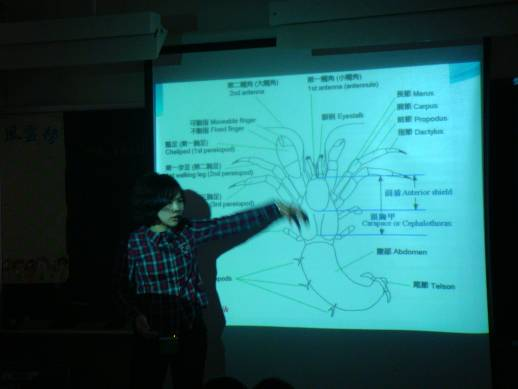 第二觸角 (大觸角)
2nd antenna
第一觸角 (小觸角)
1st antenna (antennule)
眼柄 Eyestalk
長節 Merus
腕節 Carpus
前節 Propodus
指節 Dactylus
可動指 Moveable finger
不動指 Fixed finger
螯足 (第一胸足)
Cheliped (1st pereiopod)
第一步足 (第二胸足)
walking leg (2nd pereiopod)
(3rd pereiopod)
前盾 Anterior shield
頭胸甲
Carapace or Cephalothorax
腹部 Abdomen
尾節 Telson